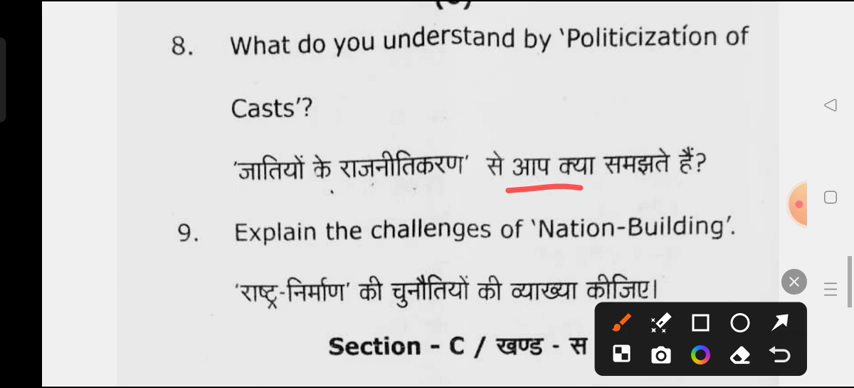 8. What do you understand by 'Politicization of
Casts'?
'जातियों के राजनीतिकरण' से आप क्या समझते हैं?
9. Explain the challenges of 'Nation-Building'.
'राष्ट्र-निर्माण' की चुनौतियों की व्याख्या कीजिए।
Section - C / खण्ड - स